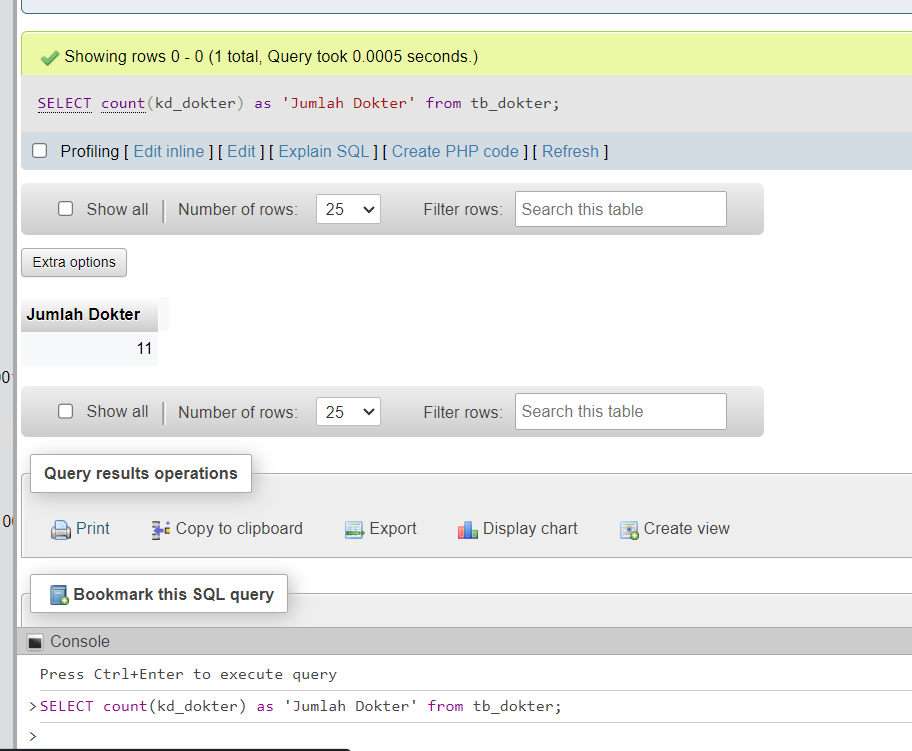 Showing rows 0 - 0 (1 total, Query took 0.0005 seconds.)
SELECT count(kd_dokter) as 'Jumlah Dokter' from tb_dokter;
Profiling [ Edit inline ] [ Edit ] [ Explain SQL ] [ Create PHP code ] [ Refresh ]
Show all Number of rows: 25 Filter rows: Search this table
Extra options
Jumlah Dokter
11
Show all Number of rows: 25 Filter rows: Search this table
Query results operations
Print Copy to clipboard Export Display chart Create view
Bookmark this SQL query
Console
Press Ctrl+Enter to execute query
>SELECT count(kd_dokter) as 'Jumlah Dokter' from tb_dokter;
>